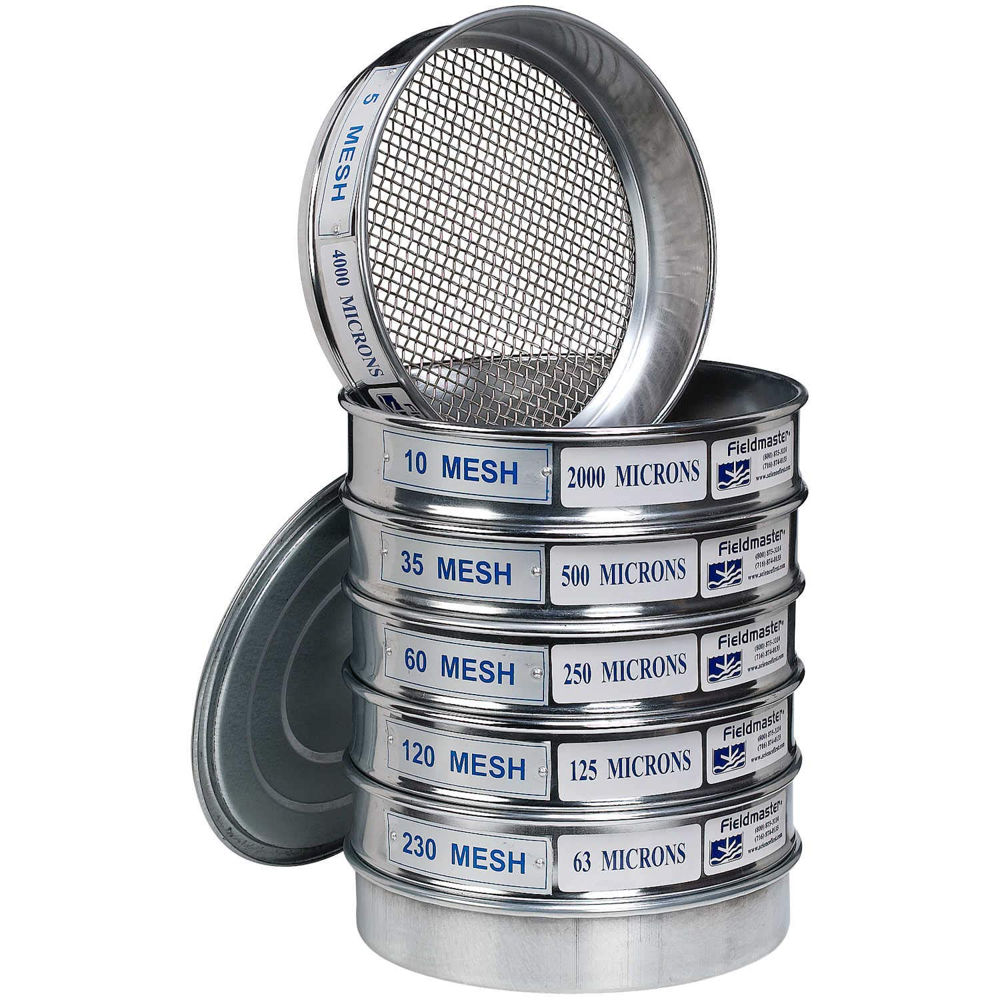 5 MESH
4000 MICRONS
10 MESH 2000 MICRONS
Fieldmaster
(800) 875-3214
(716) 874-0133
www.sciencefirst.com
35 MESH 500 MICRONS
Fieldmaster
(800) 875-3214
(716) 874-0133
www.sciencefirst.com
60 MESH 250 MICRONS
Fieldmaster
(800) 875-3214
(716) 874-0133
www.sciencefirst.com
120 MESH 125 MICRONS
Fieldmaster
(800) 875-3214
(716) 874-0133
www.sciencefirst.com
230 MESH 63 MICRONS
Fieldmaster
(800) 875-3214
(716) 874-0133
www.sciencefirst.com